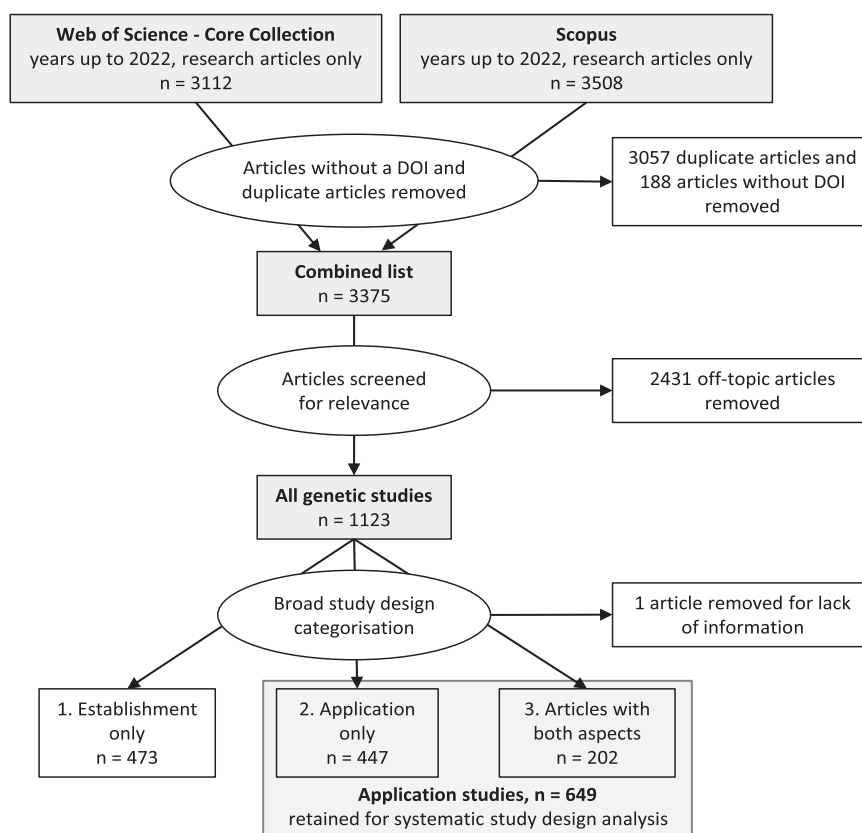 Web of Science - Core Collection
years up to 2022, research articles only
n = 3112
Scopus
years up to 2022, research articles only
n = 3508
Articles without a DOI and
duplicate articles removed
3057 duplicate articles and
188 articles without DOI
removed
Combined list
n = 3375
Articles screened
for relevance
2431 off-topic articles
removed
All genetic studies
n = 1123
Broad study design
categorisation
1 article removed for lack
of information
1. Establishment
only
n = 473
2. Application
only
n = 447
3. Articles with
both aspects
n = 202
Application studies, n = 649
retained for systematic study design analysis